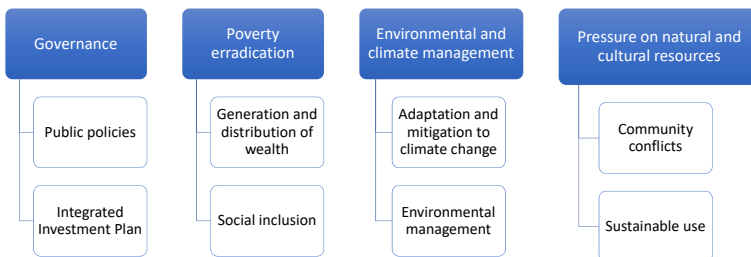 Governance
Public policies
Integrated
Investment Plan
Poverty
erradication
Generation and
distribution of
wealth
Social inclusion
Environmental and
climate management
Adaptation and
mitigation to
climate change
Environmental
management
Pressure on natural and
cultural resources
Community
conflicts
Sustainable use